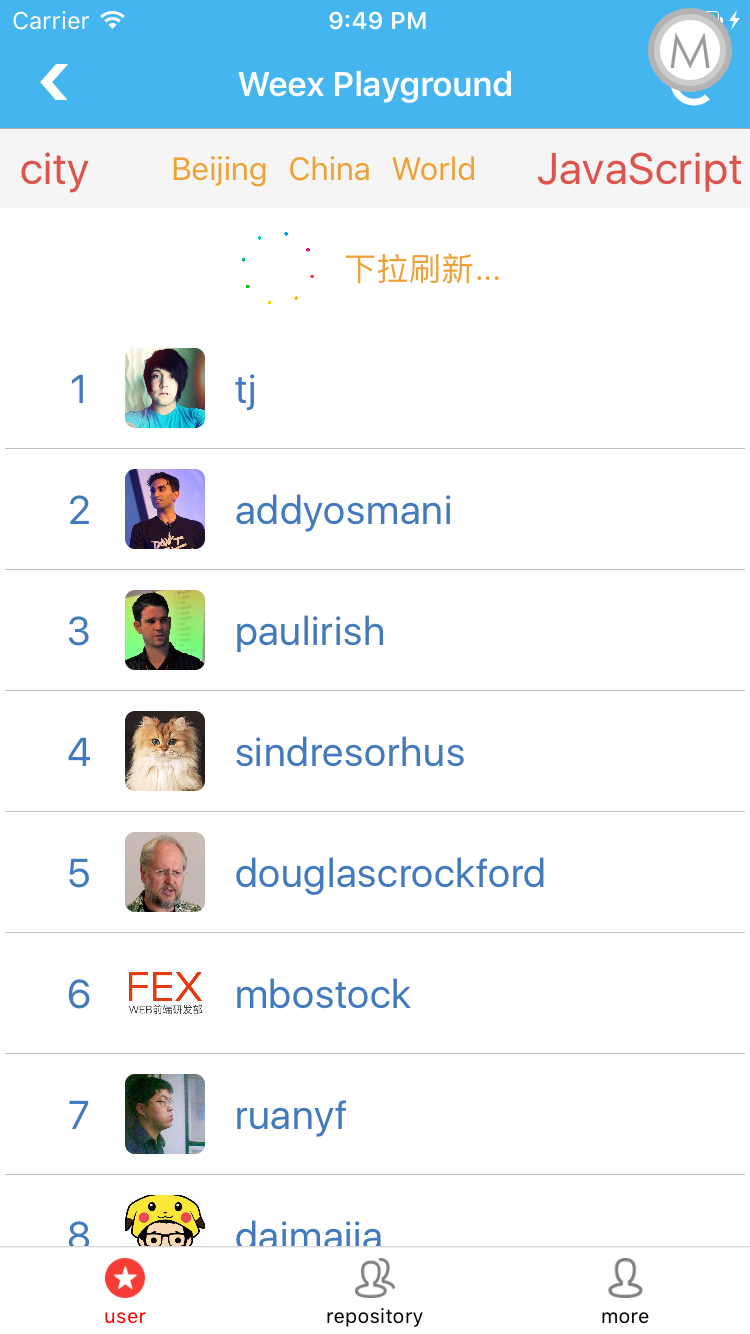 Carrier 9:49 PM
M
Weex Playground
city Beijing China World JavaScript
下拉刷新...
1 tj
2 addyosmani
3 paulirish
4 sindresorhus
5 douglascrockford
6 FEX mbostock
WEB前端研发部
7 ruanyf
8 daimajia
user repository more